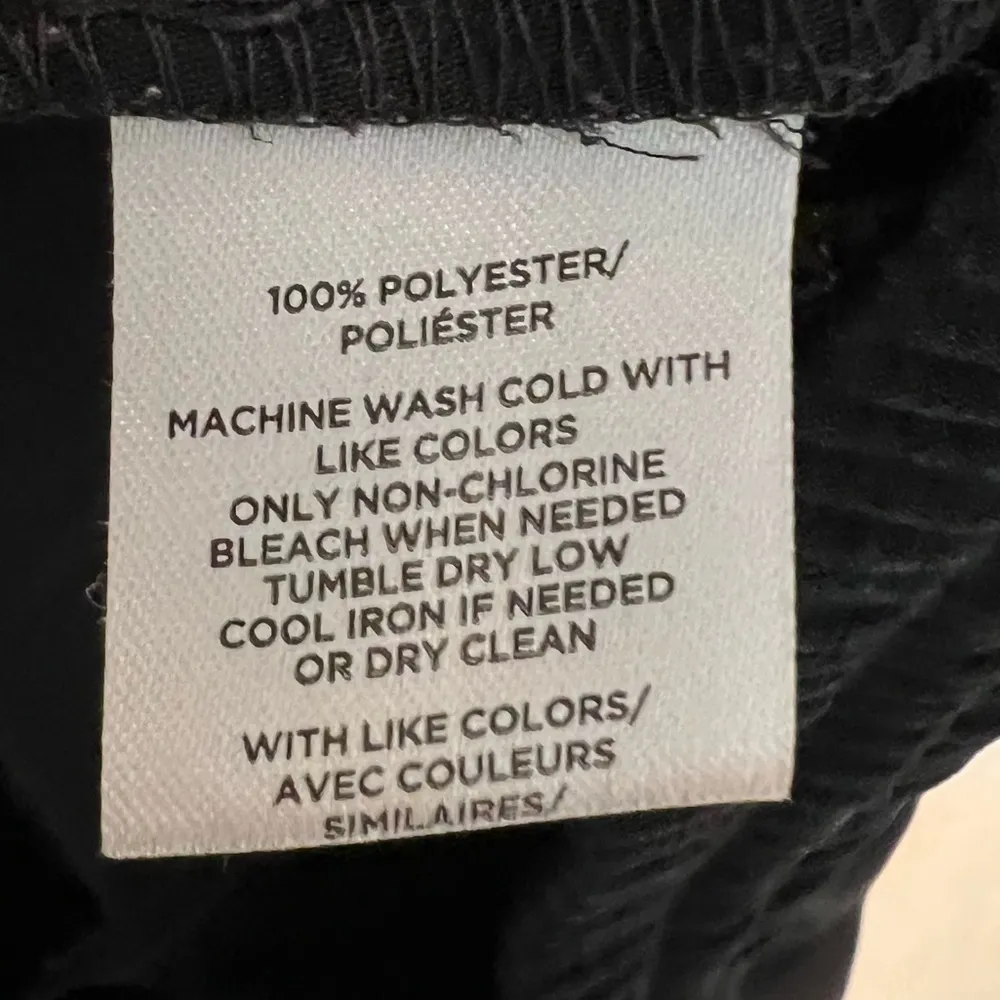 100% POLYESTER/
POLIÉSTER
MACHINE WASH COLD WITH
LIKE COLORS
ONLY NON-CHLORINE
BLEACH WHEN NEEDED
TUMBLE DRY LOW
COOL IRON IF NEEDED
OR DRY CLEAN
WITH LIKE COLORS/
AVEC COULEURS
SIMILAIRES/